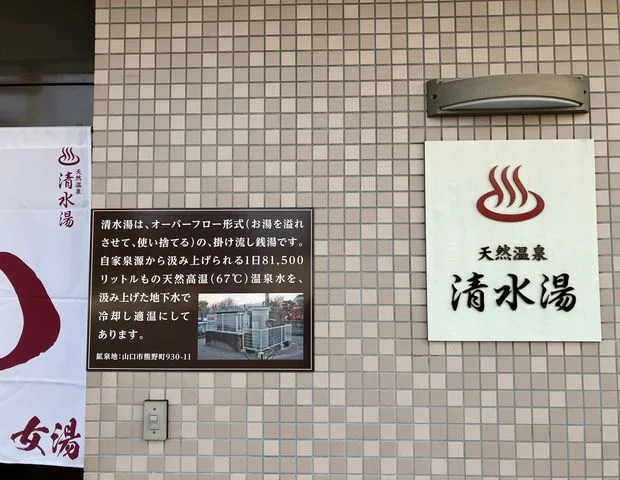 天然温泉
清水湯
女湯
清水湯は、オーバーフロー形式(お湯を溢れ
させて、使い捨てる)の、掛け流し銭湯です。
自家泉源から汲み上げられる1日81,500
リットルもの天然高温(67℃)温泉水を、
汲み上げた地下水で
冷却し適温にして
あります。
鉱泉地:山口市熊野町930-11
天然温泉
清水湯